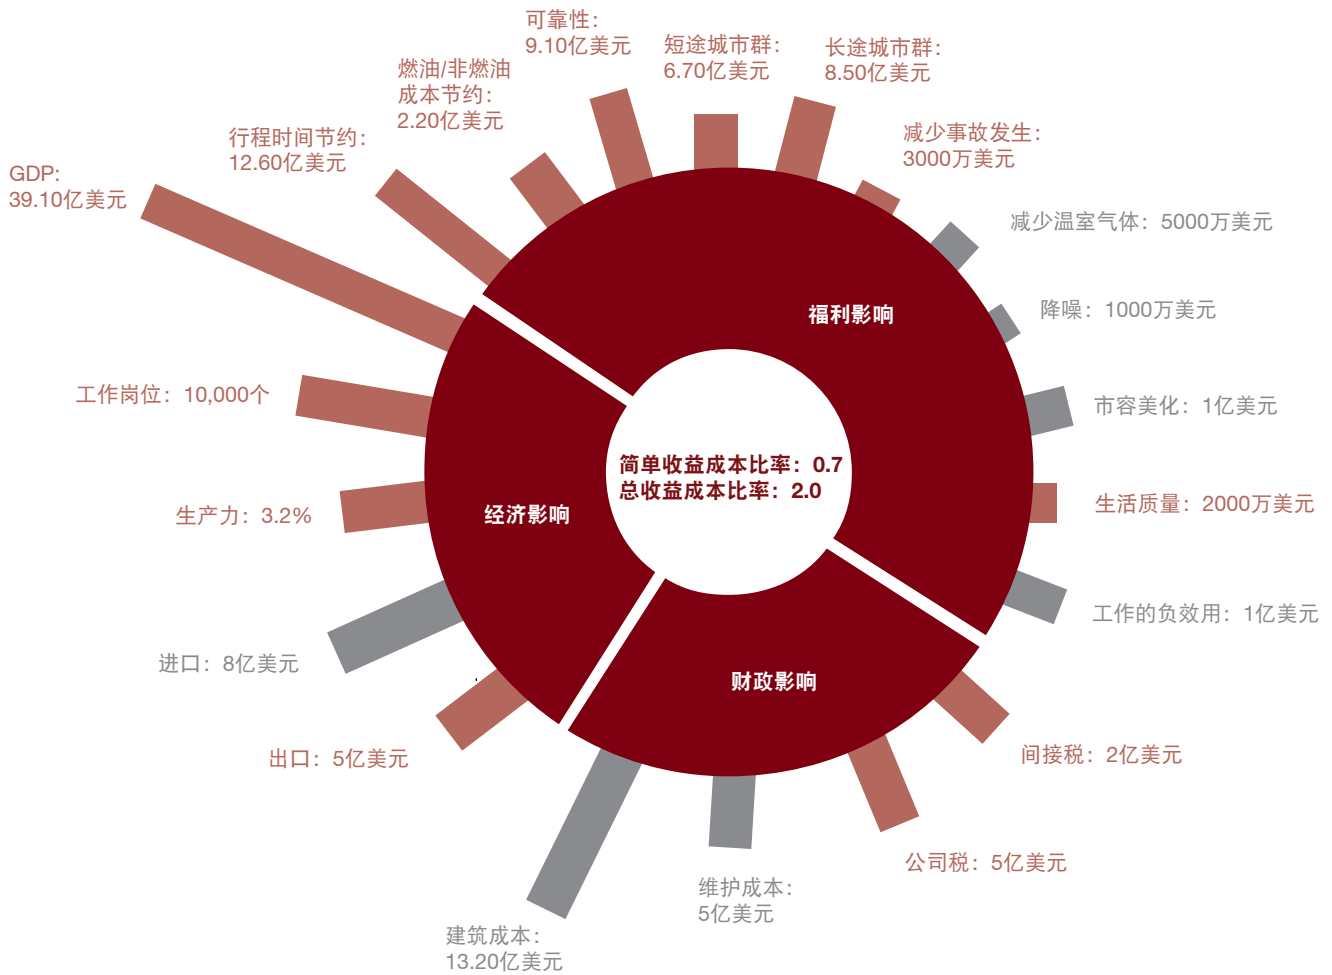 可靠性：
9.10亿美元
短途城市群：
6.70亿美元
长途城市群：
8.50亿美元
燃油/非燃油
成本节约：
2.20亿美元
行程时间节约：
12.60亿美元
减少事故发生：
3000万美元
GDP:
39.10亿美元
减少温室气体：5000万美元
降噪：1000万美元
福利影响
工作岗位：10,000个
市容美化：1亿美元
简单收益成本比率：0.7
总收益成本比率：2.0
生产力：3.2%
经济影响
生活质量：2000万美元
工作的负效用：1亿美元
进口：8亿美元
财政影响
出口：5亿美元
间接税：2亿美元
公司税：5亿美元
维护成本：
5亿美元
建筑成本：
13.20亿美元